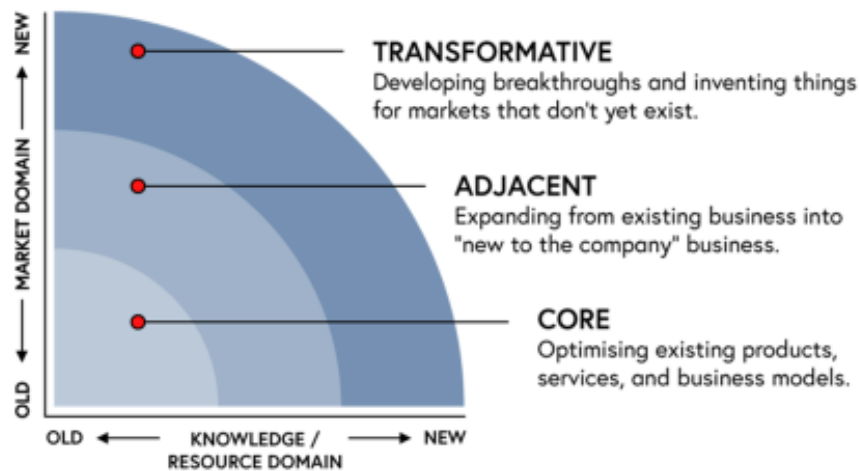 TRANSFORMATIVE
Developing breakthroughs and inventing things
for markets that don't yet exist.
ADJACENT
Expanding from existing business into
"new to the company" business.
CORE
Optimising existing products,
services, and business models.
NEW
MARKET DOMAIN
OLD
OLD
KNOWLEDGE /
RESOURCE DOMAIN
NEW